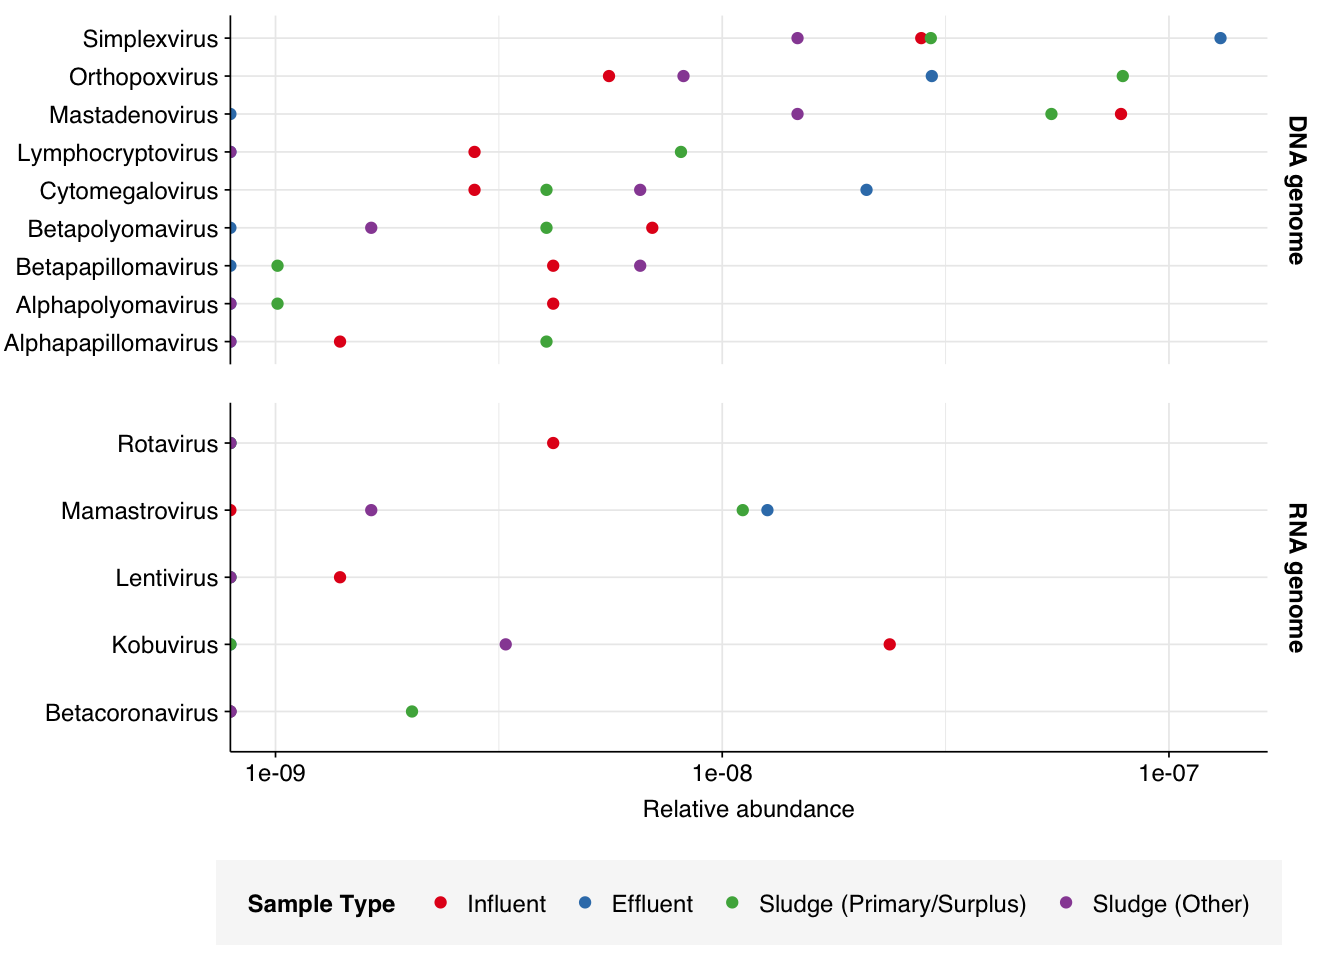 Simplexvirus
Orthopoxvirus
Mastadenovirus
Lymphocryptovirus
Cytomegalovirus
Betapolyomavirus
Betapapillomavirus
Alphapolyomavirus
Alphapapillomavirus
DNA genome
Rotavirus
Mamastrovirus
Lentivirus
Kobuvirus
Betacoronavirus
RNA genome
1e-09 1e-08 1e-07
Relative abundance
Sample Type Influent Effluent Sludge (Primary/Surplus) Sludge (Other)